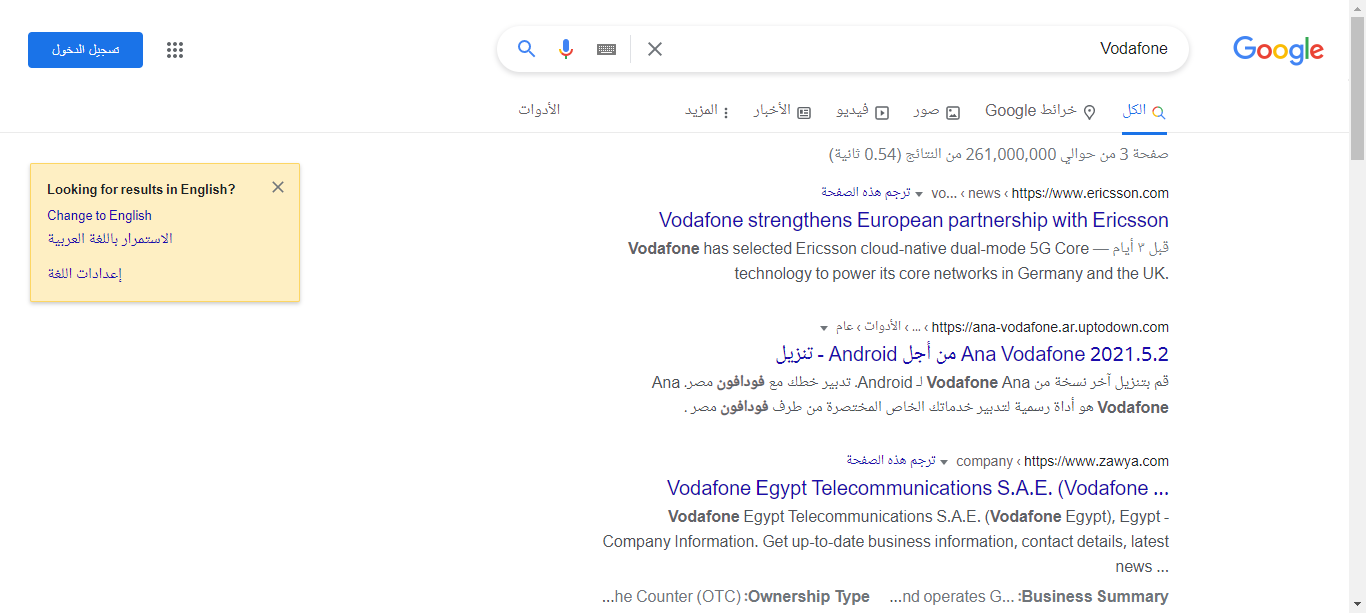 Google
Vodafone
تسجيل الدخول
الكل
خرائط Google
صور
فيديو
الأخبار
المزيد
الأدوات
صفحة 3 من حوالي 261,000,000 من النتائج (0.54 ثانية)
Looking for results in English?
Change to English
الاستمرار باللغة العربية
إعدادات اللغة
https://www.ericsson.com › news › vo... ترجم هذه الصفحة
Vodafone strengthens European partnership with Ericsson
قبل ٣ أيام — Vodafone has selected Ericsson cloud-native dual-mode 5G Core
technology to power its core networks in Germany and the UK.
https://ana-vodafone.ar.uptodown.com › ... › الأدوات › عام
Ana Vodafone 2021.5.2 من أجل Android - تنزيل
قم بتنزيل آخر نسخة من Vodafone Ana لـ Android. تدبير خطك مع فودافون مصر. Ana
Vodafone هو أداة رسمية لتدبير خدماتك الخاص المختصرة من طرف فودافون مصر .
https://www.zawya.com › company ترجم هذه الصفحة
Vodafone Egypt Telecommunications S.A.E. (Vodafone ...
Vodafone Egypt Telecommunications S.A.E. (Vodafone Egypt), Egypt -
Company Information. Get up-to-date business information, contact details, latest
news ...
Business Summary: ...nd operates G... Ownership Type: ...he Counter (OTC)